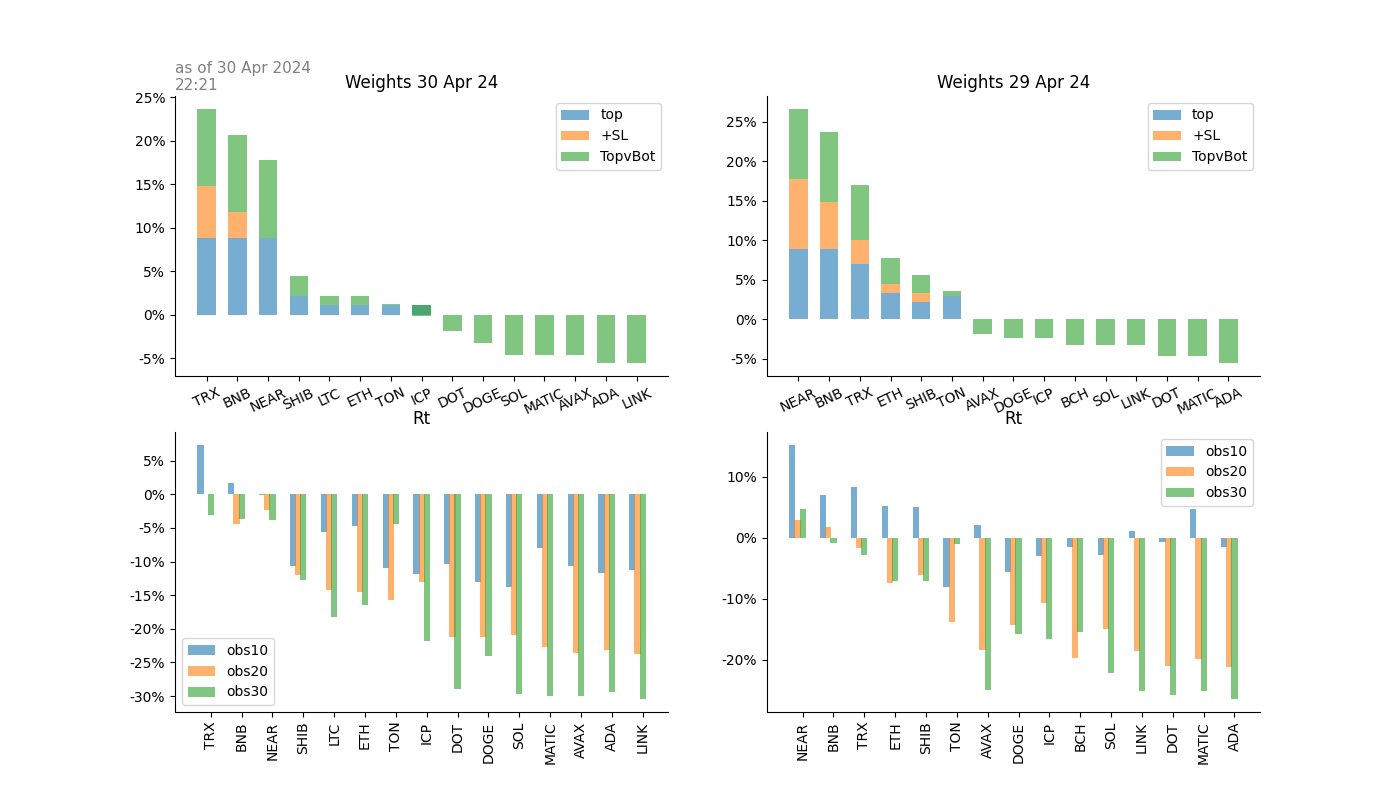 as of 30 Apr 2024
22:21
Weights 30 Apr 24
25%
20%
15%
10%
5%
0%
-5%
top
+SL
TopvBot
TRX BNB NEAR SHIB LTC ETH TON ICP DOT DOGE SOL MATIC AVAX ADA LINK
Weights 29 Apr 24
25%
20%
15%
10%
5%
0%
-5%
top
+SL
TopvBot
NEAR BNB TRX ETH SHIB TON AVAX DOGE ICP BCH SOL LINK DOT MATIC ADA
Rt
5%
0%
-5%
-10%
-15%
-20%
-25%
-30%
obs10
obs20
obs30
TRX BNB NEAR SHIB LTC ETH TON ICP DOT DOGE SOL MATIC AVAX ADA LINK
Rt
10%
0%
-10%
-20%
obs10
obs20
obs30
NEAR BNB TRX ETH SHIB TON AVAX DOGE ICP BCH SOL LINK DOT MATIC ADA